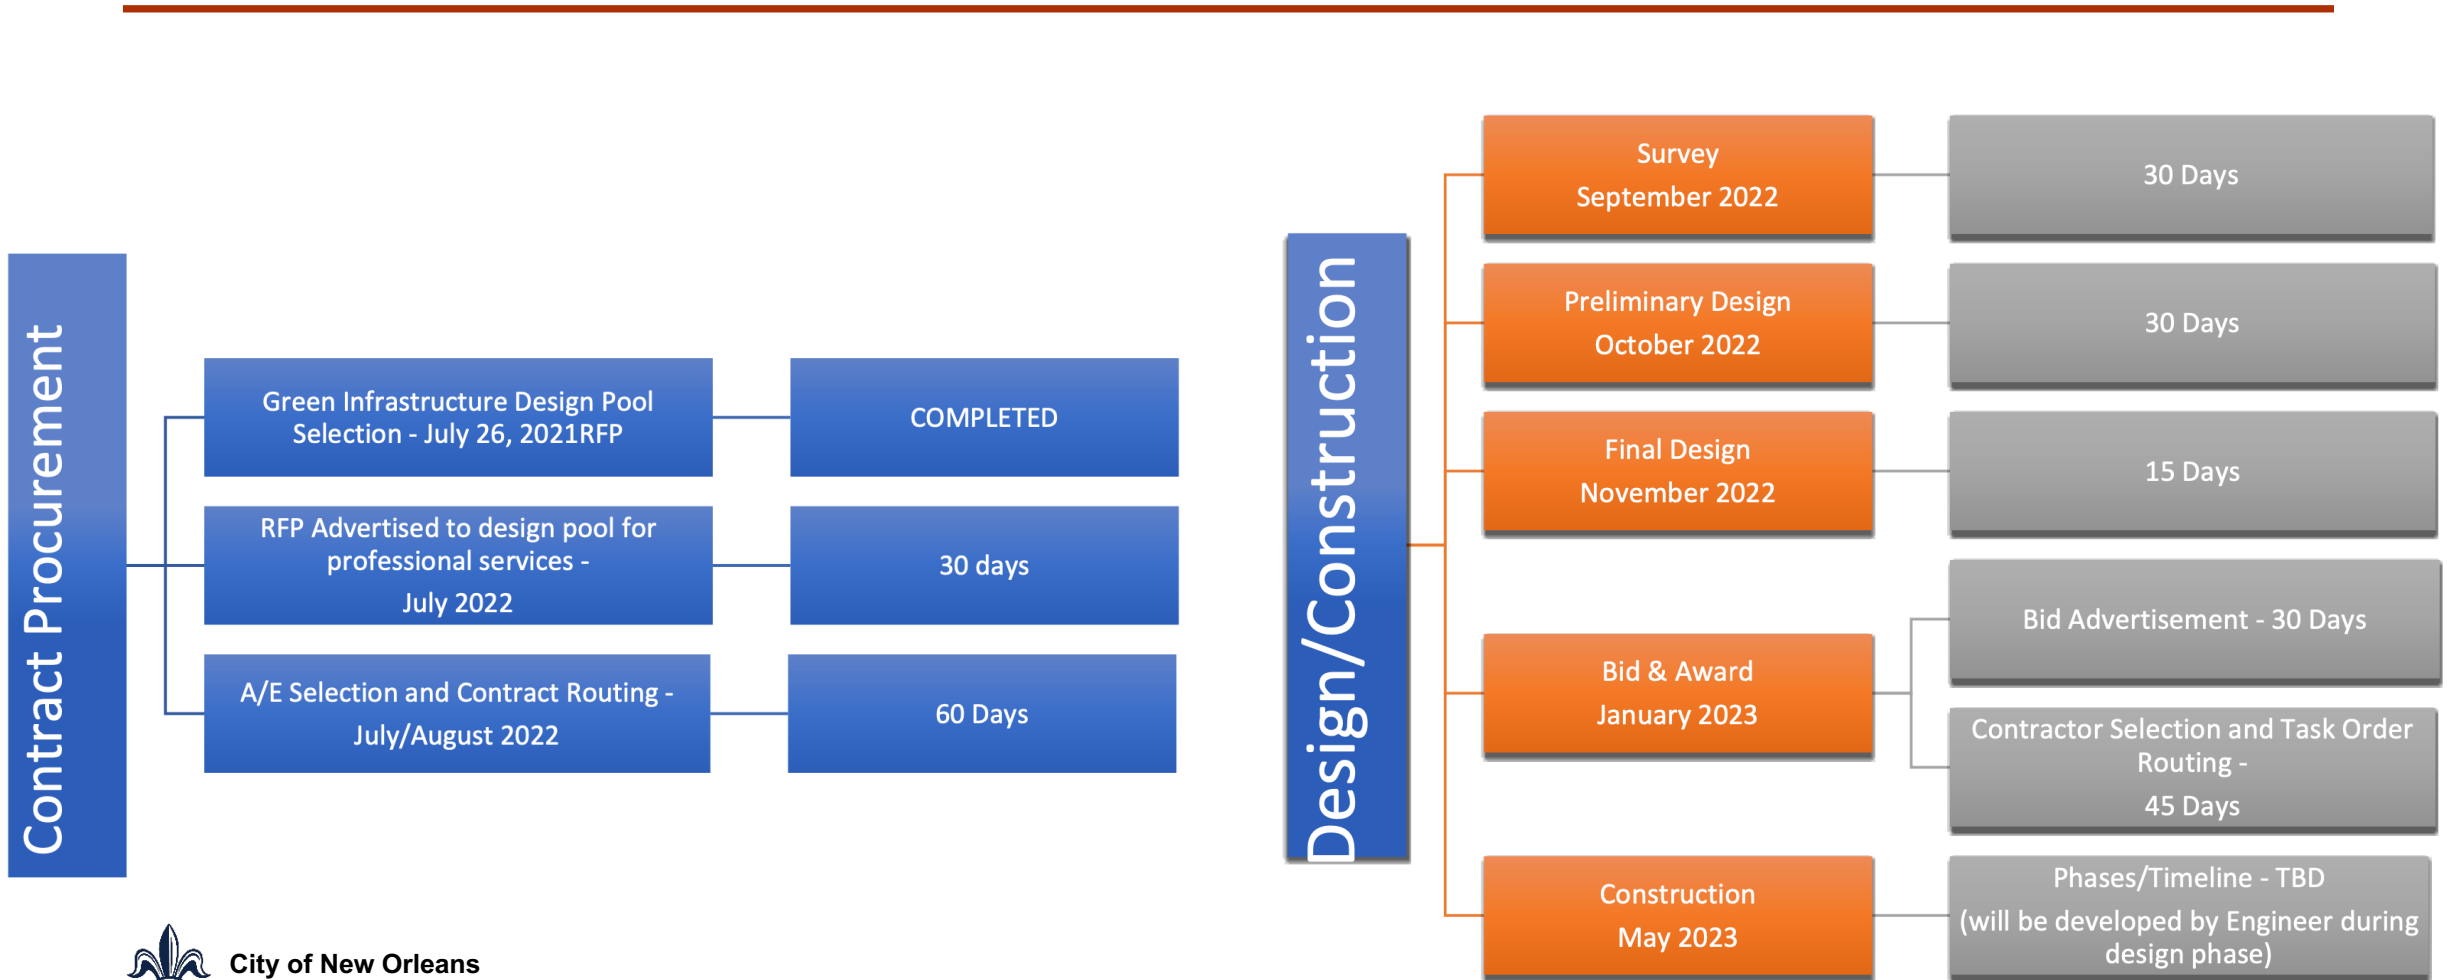 Contract Procurement
Green Infrastructure Design Pool
Selection - July 26, 2021RFP
COMPLETED
RFP Advertised to design pool for
professional services -
July 2022
30 days
A/E Selection and Contract Routing -
July/August 2022
60 Days
Design/Construction
Survey
September 2022
30 Days
Preliminary Design
October 2022
30 Days
Final Design
November 2022
15 Days
Bid & Award
January 2023
Bid Advertisement - 30 Days
Contractor Selection and Task Order
Routing -
45 Days
Construction
May 2023
Phases/Timeline - TBD
(will be developed by Engineer during
design phase)
City of New Orleans